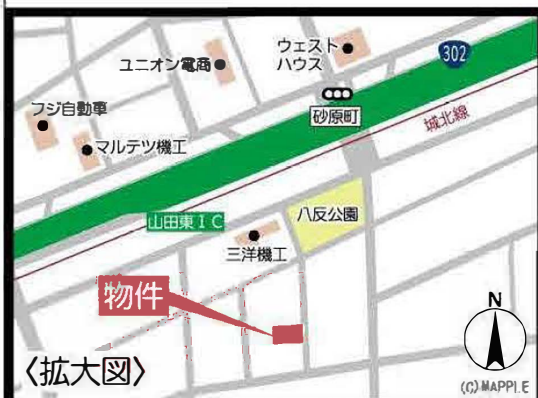 ウェスト
ハウス
302
ユニオン電商
砂原町
城北線
フジ自動車
マルテツ機工
山田東IC
八反公園
三洋機工
物件
N
〈拡大図〉
(C)MAPPLE